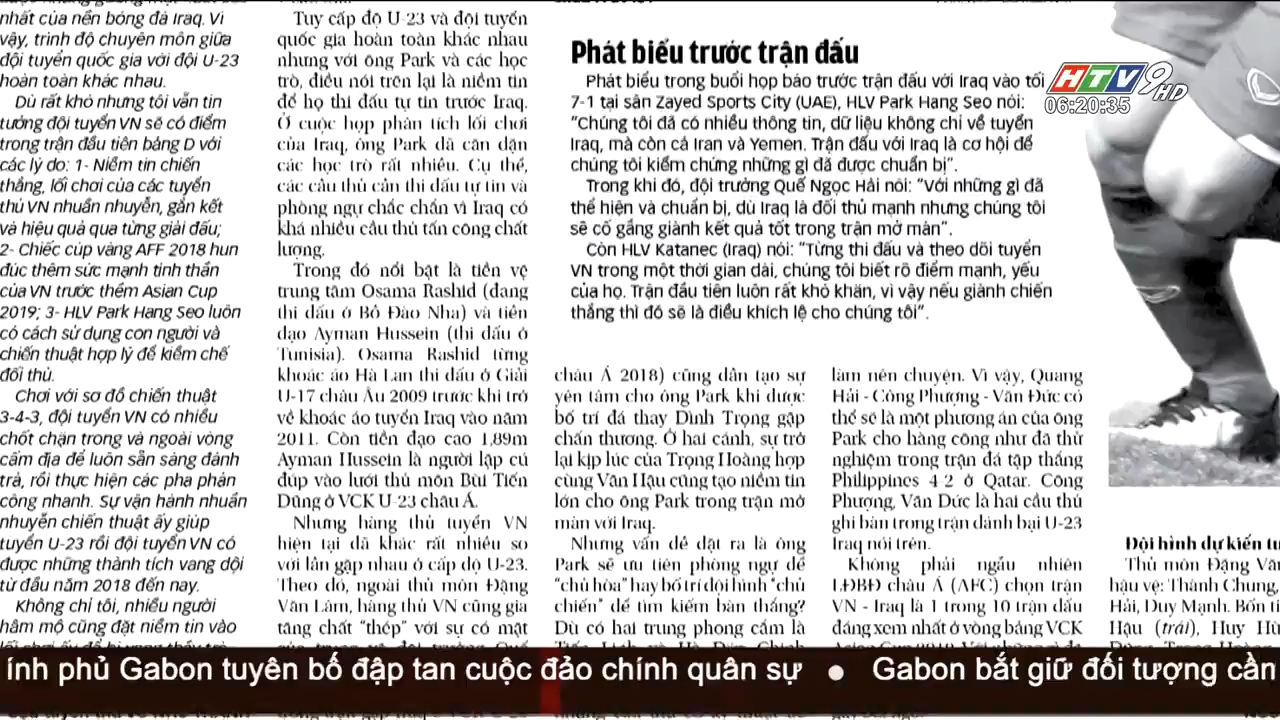 nhất của nền bóng đá Iraq. Vì
vậy, trình độ chuyên môn giữa
đội tuyển quốc gia với đội U-23
hoàn toàn khác nhau.
Dù rất khó nhưng tôi vẫn tin
tưởng đội tuyển VN sẽ có điểm
trong trận đầu tiên bảng D với
các lý do: 1- Niềm tin chiến
thắng, lối chơi của các tuyển
thủ VN nhuần nhuyễn, gắn kết
và hiệu quả qua từng giải đấu;
2- Chiếc cúp vàng AFF 2018 hun
đúc thêm sức mạnh tinh thần
của VN trước thềm Asian Cup
2019; 3- HLV Park Hang Seo luôn
có cách sử dụng con người và
chiến thuật hợp lý để kiềm chế
đối thủ.
Chơi với sơ đồ chiến thuật
3-4-3, đội tuyển VN có nhiều
chốt chặn trong và ngoài vòng
cấm địa để luôn sẵn sàng đánh
trả, rồi thực hiện các pha phản
công nhanh. Sự vận hành nhuần
nhuyễn chiến thuật ấy giúp
tuyển U-23 rồi đội tuyển VN có
được những thành tích vang dội
từ đầu năm 2018 đến nay.
Không chỉ tôi, nhiều người
hâm mộ cũng đặt niềm tin vào
Tuy cấp độ U-23 và đội tuyển
quốc gia hoàn toàn khác nhau
nhưng với ông Park và các học
trò, điều nói trên lại là niềm tin
để họ thi đấu tự tin trước Iraq.
Ở cuộc họp phân tích lối chơi
của Iraq, ông Park đã căn dặn
các học trò rất nhiều. Cụ thể,
các cầu thủ cần thi đấu tự tin và
phòng ngự chắc chắn vì Iraq có
khá nhiều cầu thủ tấn công chất
lượng.
Trong đó nổi bật là tiền vệ
trung tâm Osama Rashid (đang
thi đấu ở Bồ Đào Nha) và tiền
đạo Ayman Hussein (thi đấu ở
Tunisia). Osama Rashid từng
khoác áo Hà Lan thi đấu ở Giải
U-17 châu Âu 2009 trước khi trở
về khoác áo tuyển Iraq vào năm
2011. Còn tiền đạo cao 1,89m
Ayman Hussein là người lập cú
đúp vào lưới thủ môn Bùi Tiến
Dũng ở VCK U-23 châu Á.
Nhưng hàng thủ tuyển VN
hiện tại đã khác rất nhiều so
với lần gặp nhau ở cấp độ U-23.
Theo đó, ngoài thủ môn Đặng
Văn Lâm, hàng thủ VN cũng gia
tăng chất "thép" với sự có mặt
Phát biểu trước trận đấu
Phát biểu trong buổi họp báo trước trận đấu với Iraq vào tối
7-1 tại sân Zayed Sports City (UAE), HLV Park Hang Seo nói:
"Chúng tôi đã có nhiều thông tin, dữ liệu không chỉ về tuyển
Iraq, mà còn cả Iran và Yemen. Trận đấu với Iraq là cơ hội để
chúng tôi kiểm chứng những gì đã được chuẩn bị".
Trong khi đó, đội trưởng Quế Ngọc Hải nói: "Với những gì đã
thể hiện và chuẩn bị, dù Iraq là đối thủ mạnh nhưng chúng tôi
sẽ cố gắng giành kết quả tốt trong trận mở màn".
Còn HLV Katanec (Iraq) nói: "Từng thi đấu và theo dõi tuyển
VN trong một thời gian dài, chúng tôi biết rõ điểm mạnh, yếu
của họ. Trận đấu tiên luôn rất khó khăn, vì vậy nếu giành chiến
thắng thì đó sẽ là điều khích lệ cho chúng tôi".
châu Á 2018) cũng dần tạo sự
yên tâm cho ông Park khi được
bố trí đá thay Đình Trọng gặp
chấn thương. Ở hai cánh, sự trở
lại kịp lúc của Trọng Hoàng hợp
cùng Văn Hậu cũng tạo niềm tin
lớn cho ông Park trong trận mở
màn với Iraq.
Nhưng vấn đề đặt ra là ông
Park sẽ ưu tiên phòng ngự để
"chủ hòa" hay bố trí đội hình "chủ
chiến" để tìm kiếm bàn thắng?
Dù có hai trung phong cắm là
làm nên chuyện. Vì vậy, Quang
Hải - Công Phượng - Văn Đức có
thể sẽ là một phương án của ông
Park cho hàng công như đã thử
nghiệm trong trận đá tập thắng
Philippines 4-2 ở Qatar. Công
Phượng, Văn Đức là hai cầu thủ
ghi bàn trong trận đánh bại U-23
Iraq nói trên.
Không phải ngẫu nhiên
LĐBĐ châu Á (AFC) chọn trận
VN - Iraq là 1 trong 10 trận đấu
đáng xem nhất ở vòng bảng VCK
Đội hình dự kiến
Thủ môn Đặng
hậu vệ: Thành Chung,
Hải, Duy Mạnh. Bốn
Hậu (trái), Huy
HTV9 HD
06:20:35
ính phủ Gabon tuyên bố đập tan cuộc đảo chính quân sự ● Gabon bắt giữ đối tượng cần